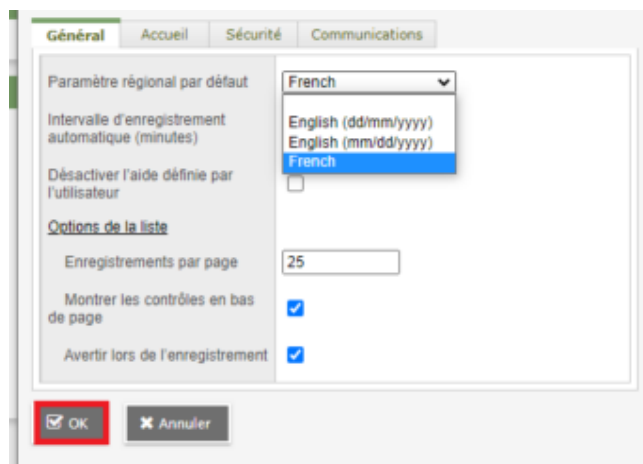 Général Accueil Sécurité Communications
Paramètre régional par défaut French
English (dd/mm/yyyy)
English (mm/dd/yyyy)
French
Intervalle d'enregistrement
automatique (minutes)
Désactiver l'aide définie par
l'utilisateur
Options de la liste
Enregistrements par page 25
Montrer les contrôles en bas
de page
Avertir lors de l'enregistrement
OK Annuler